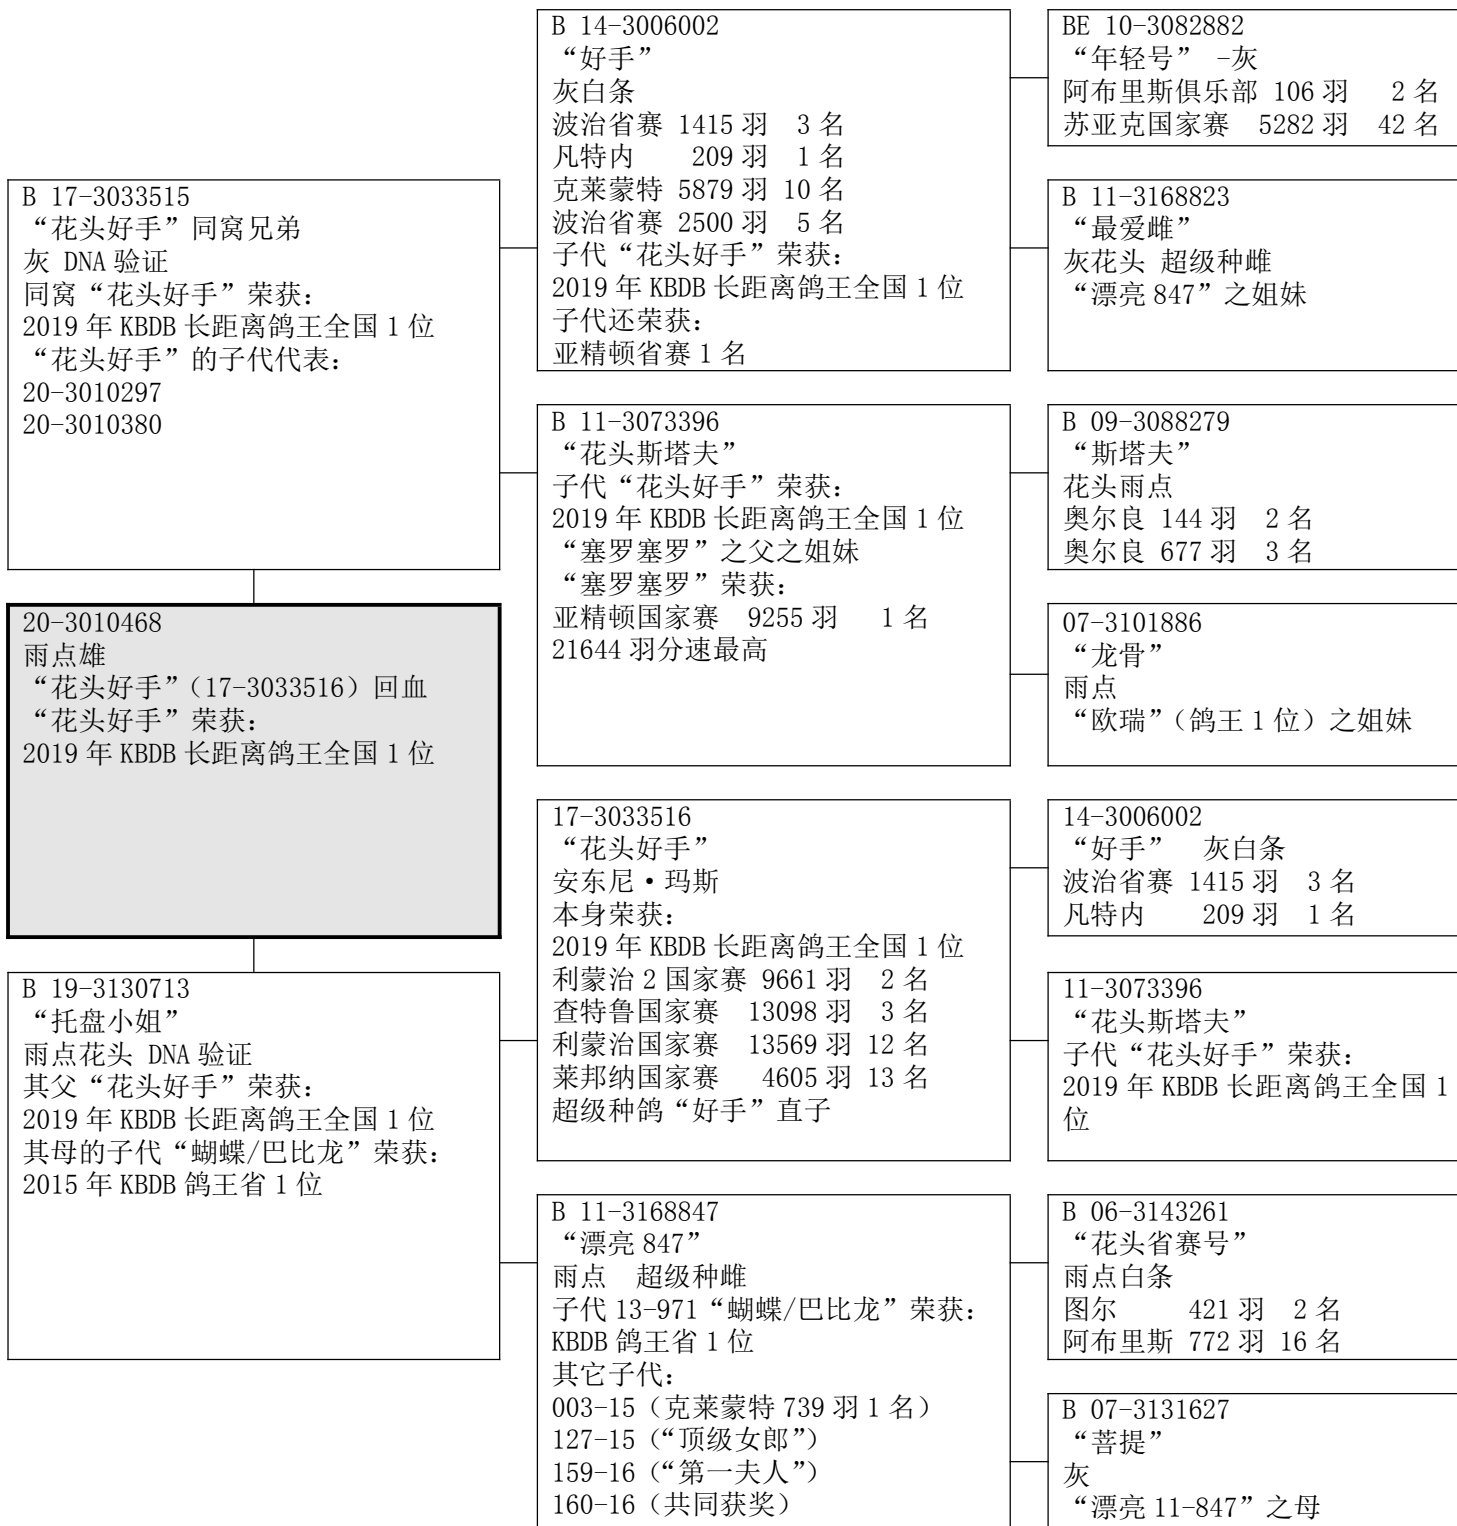 B 17-3033515
“花头好手”同窝兄弟
灰 DNA 验证
同窝“花头好手”荣获：
2019 年 KBDB 长距离鸽王全国 1 位
“花头好手”的子代代表：
20-3010297
20-3010380
20-3010468
雨点雄
“花头好手”（17-3033516）回血
“花头好手”荣获：
2019 年 KBDB 长距离鸽王全国 1 位
B 19-3130713
“托盘小姐”
雨点花头 DNA 验证
其父“花头好手”荣获：
2019 年 KBDB 长距离鸽王全国 1 位
其母的子代“蝴蝶/巴比龙”荣获：
2015 年 KBDB 鸽王省 1 位
B 14-3006002
“好手”
灰白条
波治省赛 1415 羽 3 名
凡特内 209 羽 1 名
克莱蒙特 5879 羽 10 名
波治省赛 2500 羽 5 名
子代“花头好手”荣获：
2019 年 KBDB 长距离鸽王全国 1 位
子代还荣获：
亚精顿省赛 1 名
B 11-3073396
“花头斯塔夫”
子代“花头好手”荣获：
2019 年 KBDB 长距离鸽王全国 1 位
“塞罗塞罗”之父之姐妹
“塞罗塞罗”荣获：
亚精顿国家赛 9255 羽 1 名
21644 羽分速最高
17-3033516
“花头好手”
安东尼·玛斯
本身荣获：
2019 年 KBDB 长距离鸽王全国 1 位
利蒙治 2 国家赛 9661 羽 2 名
查特鲁国家赛 13098 羽 3 名
利蒙治国家赛 13569 羽 12 名
莱邦纳国家赛 4605 羽 13 名
超级种鸽“好手”直子
B 11-3168847
“漂亮 847”
雨点 超级种雌
子代 13-971“蝴蝶/巴比龙”荣获：
KBDB 鸽王省 1 位
其它子代：
003-15（克莱蒙特 739 羽 1 名）
127-15（“顶级女郎”）
159-16（“第一夫人”）
160-16（共同获奖）
BE 10-3082882
“年轻号” -灰
阿布里斯俱乐部 106 羽 2 名
苏亚克国家赛 5282 羽 42 名
B 11-3168823
“最爱雌”
灰花头 超级种雌
“漂亮 847”之姐妹
B 09-3088279
“斯塔夫”
花头雨点
奥尔良 144 羽 2 名
奥尔良 677 羽 3 名
07-3101886
“龙骨”
雨点
“欧瑞”（鸽王 1 位）之姐妹
14-3006002
“好手” 灰白条
波治省赛 1415 羽 3 名
凡特内 209 羽 1 名
11-3073396
“花头斯塔夫”
子代“花头好手”荣获：
2019 年 KBDB 长距离鸽王全国 1
位
B 06-3143261
“花头省赛号”
雨点白条
图尔 421 羽 2 名
阿布里斯 772 羽 16 名
B 07-3131627
“菩提”
灰
“漂亮 11-847”之母